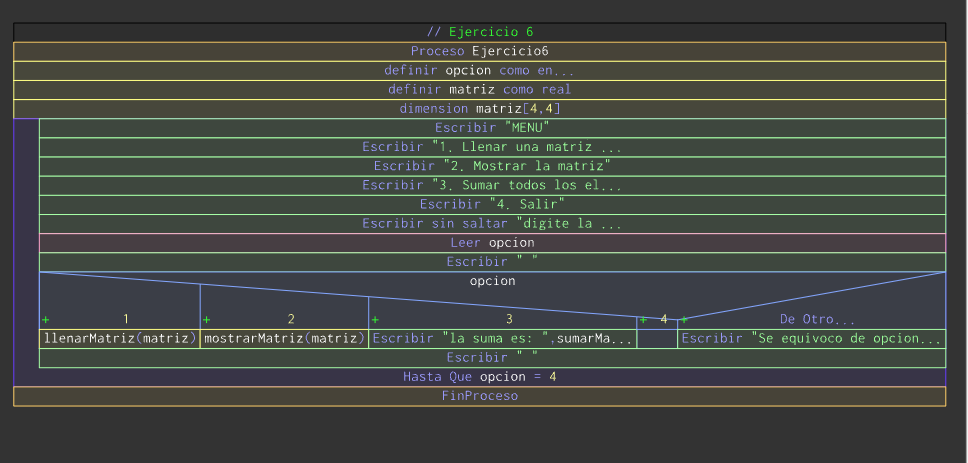 // Ejercicio 6
Proceso Ejercicio6
definir opcion como en...
definir matriz como real
dimension matriz[4,4]
Escribir "MENU"
Escribir "1. Llenar una matriz ...
Escribir "2. Mostrar la matriz"
Escribir "3. Sumar todos los el...
Escribir "4. Salir"
Escribir sin saltar "digite la ...
Leer opcion
Escribir " "
opcion
+ 1 + 2 + 3 + 4 + De Otro...
llenarMatriz(matriz) mostrarMatriz(matriz) Escribir "la suma es: ",sumarMa... Escribir "Se equivoco de opcion...
Escribir " "
Hasta Que opcion = 4
FinProceso